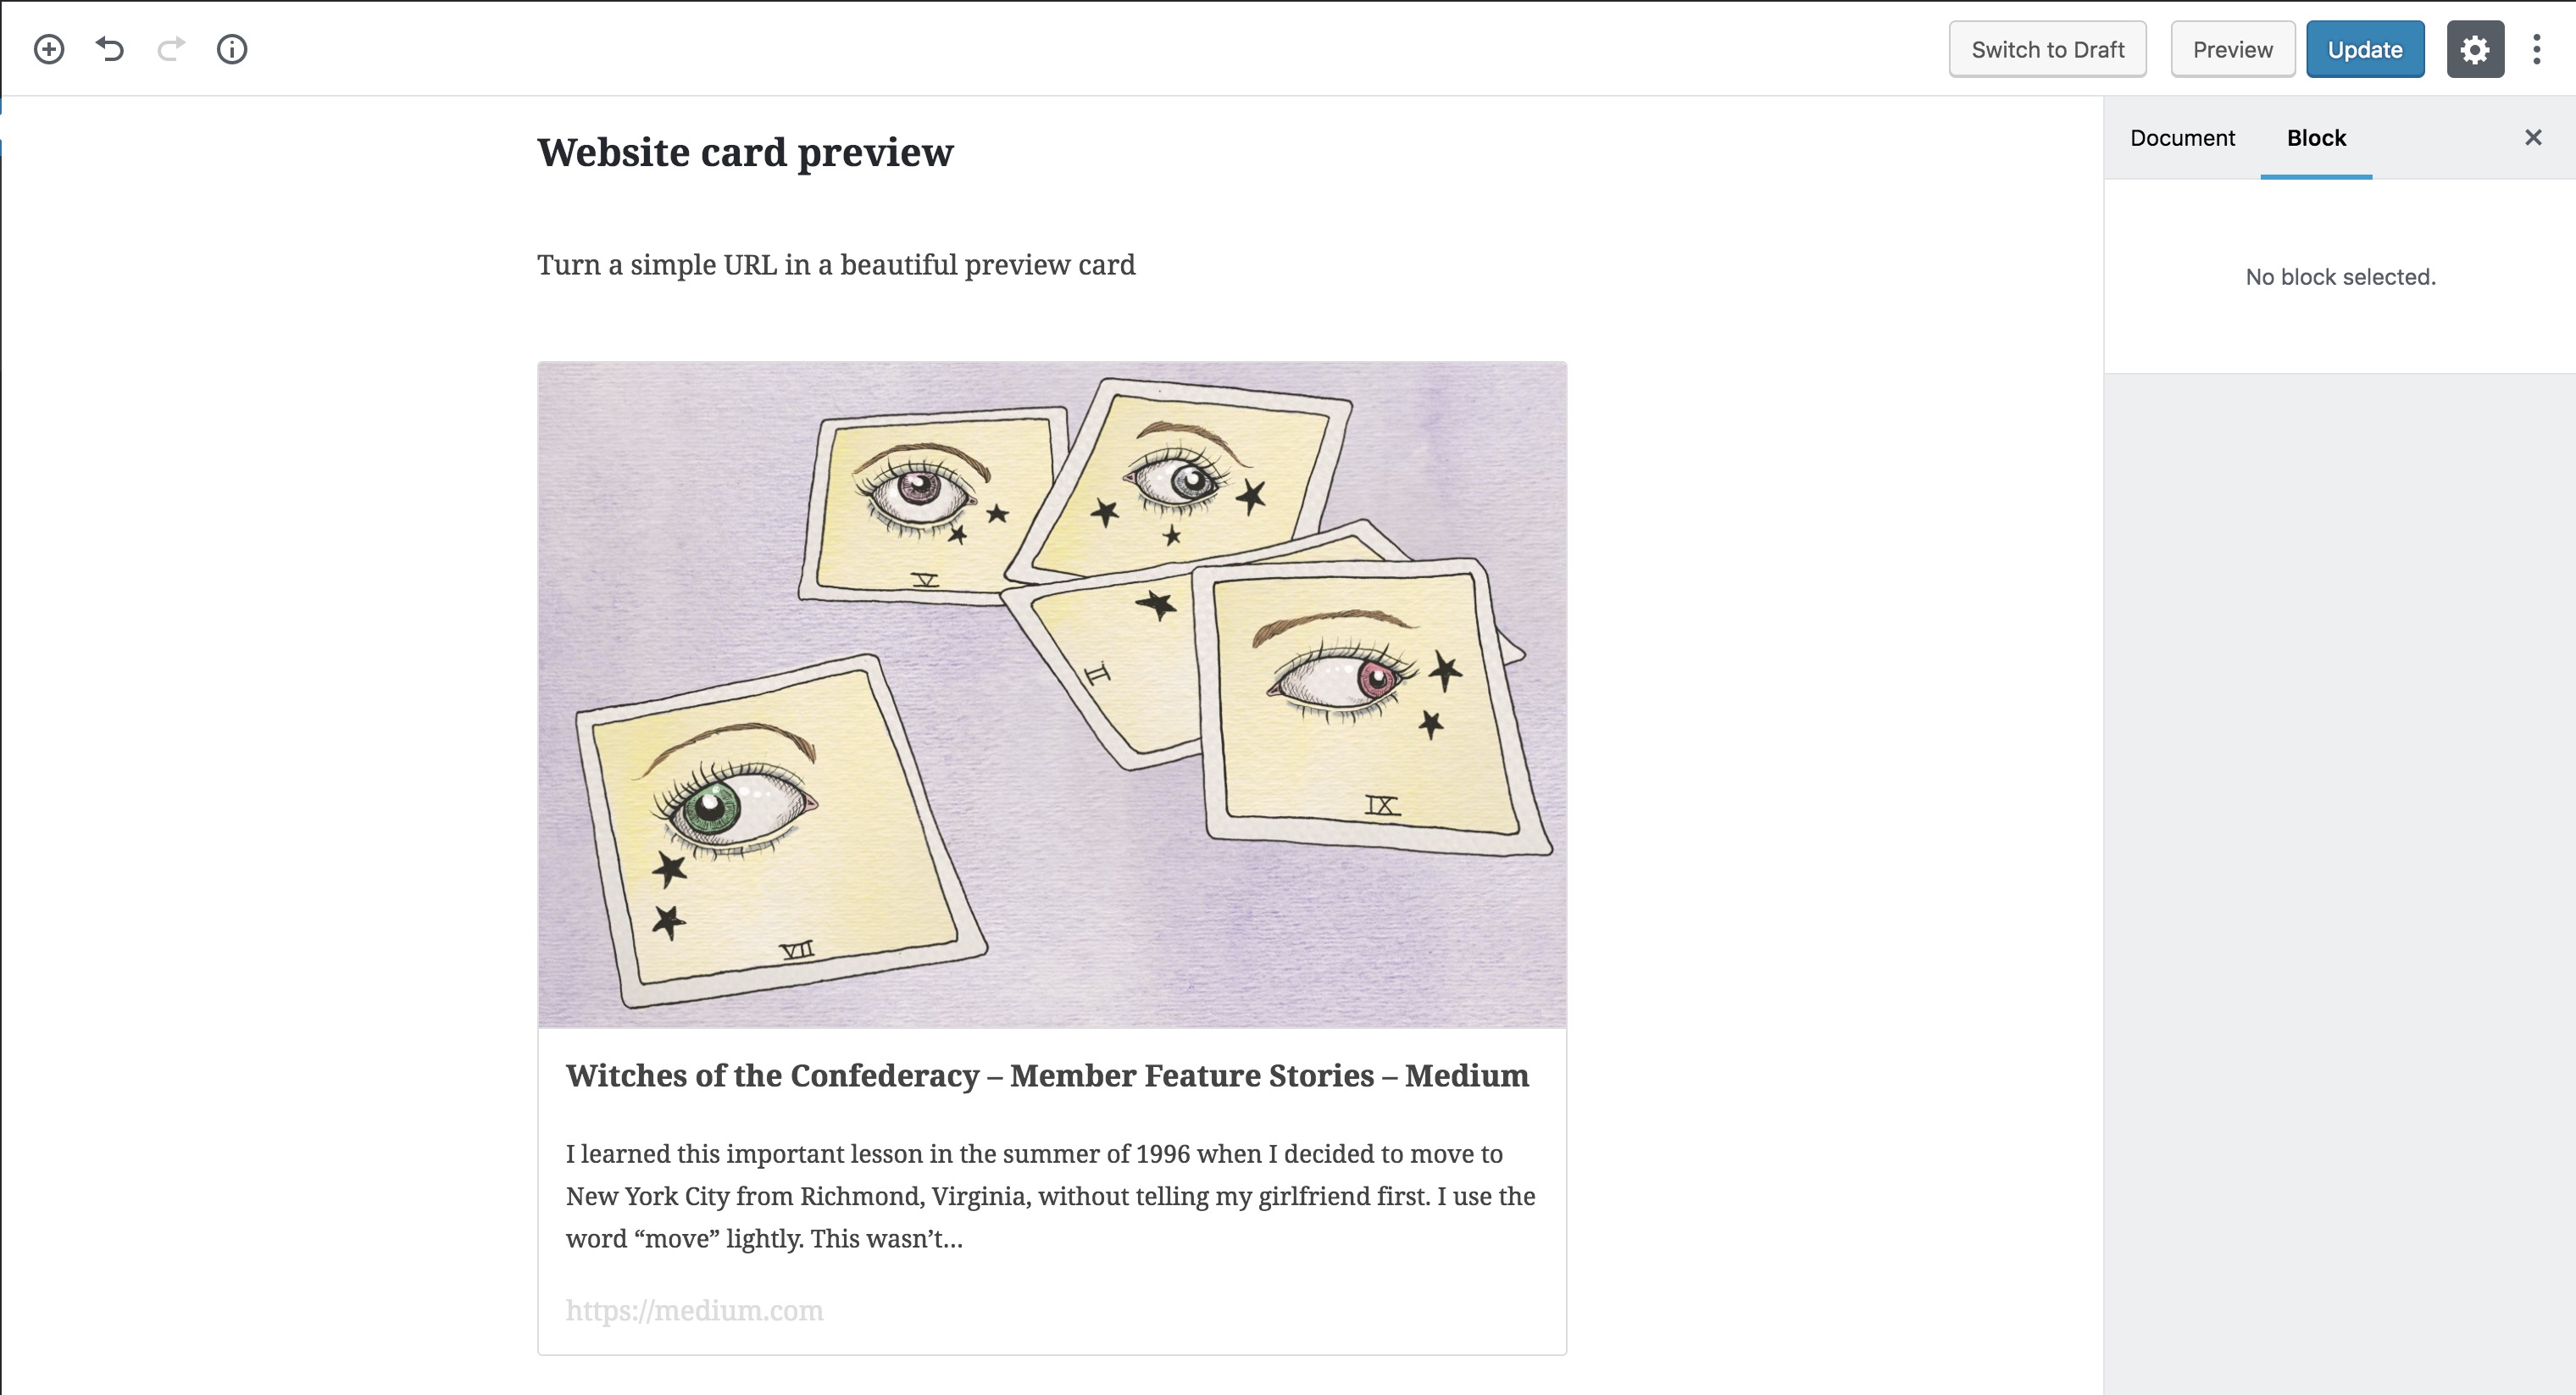 Switch to Draft
Preview
Update
Document
Block
No block selected.
Website card preview
Turn a simple URL in a beautiful preview card
V
II
IX
VII
Witches of the Confederacy – Member Feature Stories – Medium
I learned this important lesson in the summer of 1996 when I decided to move to
New York City from Richmond, Virginia, without telling my girlfriend first. I use the
word “move” lightly. This wasn’t…
https://medium.com